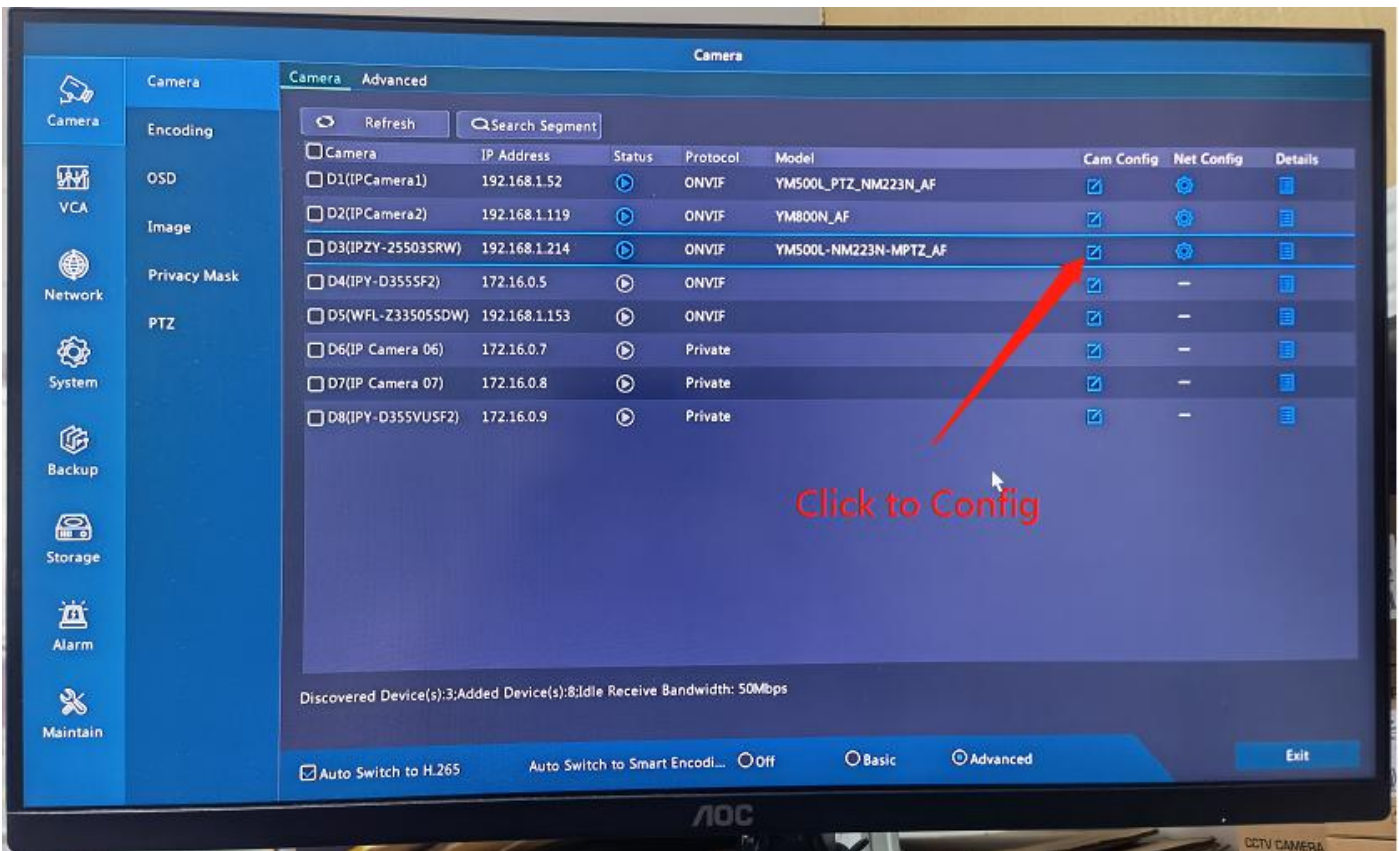 Camera
Camera
VCA
Network
System
Backup
Storage
Alarm
Maintain
Camera
Encoding
OSD
Image
Privacy Mask
PTZ
Camera Advanced
Refresh Search Segment
Camera IP Address Status Protocol Model Cam Config Net Config Details
D1(IPCamera1) 192.168.1.52 ONVIF YM500L_PTZ_NM223N_AF
D2(IPCamera2) 192.168.1.119 ONVIF YM800N_AF
D3(IPZY-25503SRW) 192.168.1.214 ONVIF YM500L-NM223N-MPTZ_AF
D4(IPY-D355SF2) 172.16.0.5 ONVIF –
D5(WFL-Z33505SDW) 192.168.1.153 ONVIF –
D6(IP Camera 06) 172.16.0.7 Private –
D7(IP Camera 07) 172.16.0.8 Private –
D8(IPY-D355VUSF2) 172.16.0.9 Private –
Click to Config
Discovered Device(s):3;Added Device(s):8;Idle Receive Bandwidth: 50Mbps
Auto Switch to H.265 Auto Switch to Smart Encodi... Off Basic Advanced Exit
AOC
CCTV CAMERA